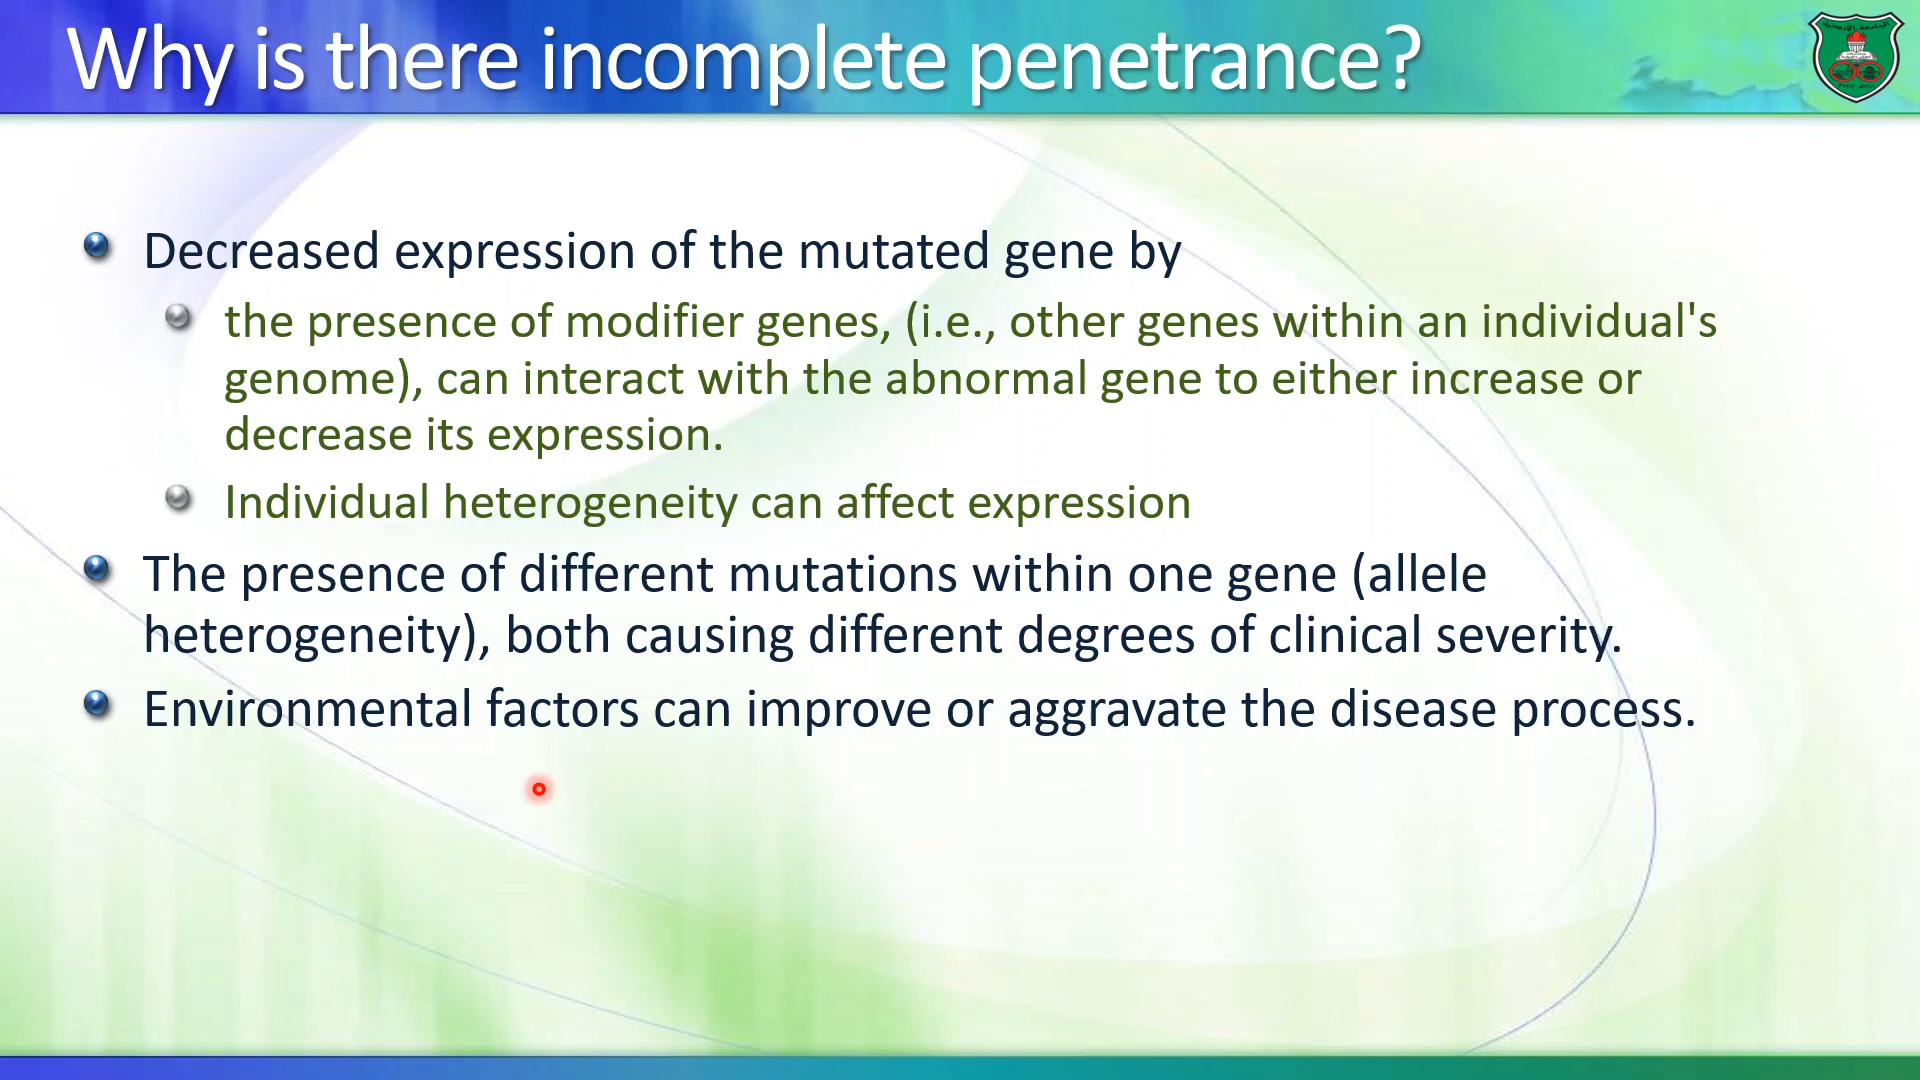 Why is there incomplete penetrance?
Decreased expression of the mutated gene by
the presence of modifier genes, (i.e., other genes within an individual's
genome), can interact with the abnormal gene to either increase or
decrease its expression.
Individual heterogeneity can affect expression
The presence of different mutations within one gene (allele
heterogeneity), both causing different degrees of clinical severity.
Environmental factors can improve or aggravate the disease process.